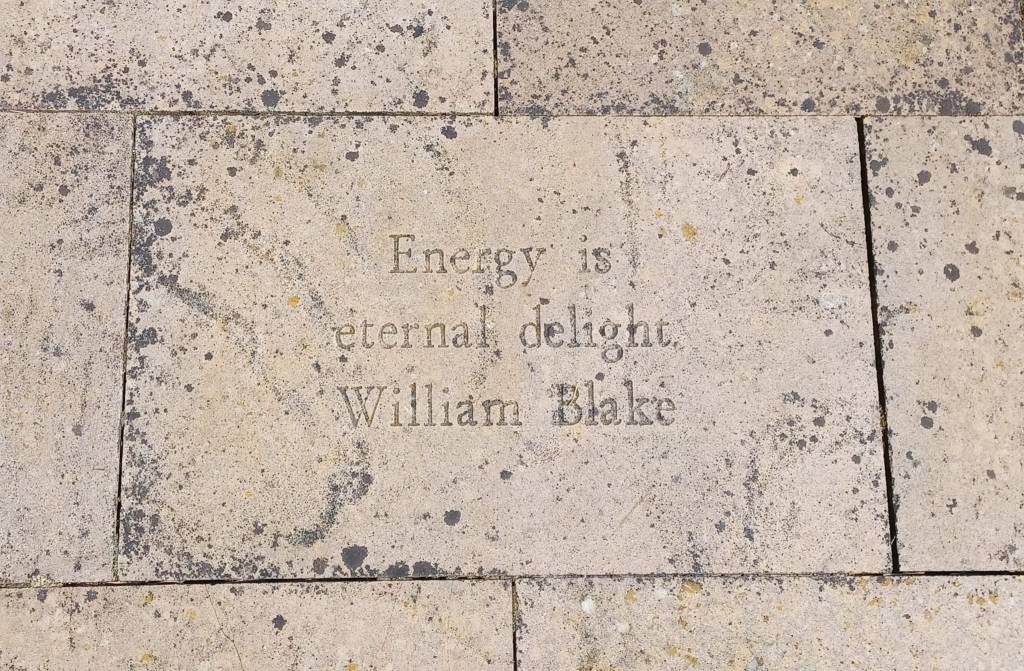 Energy is
eternal delight.
William Blake